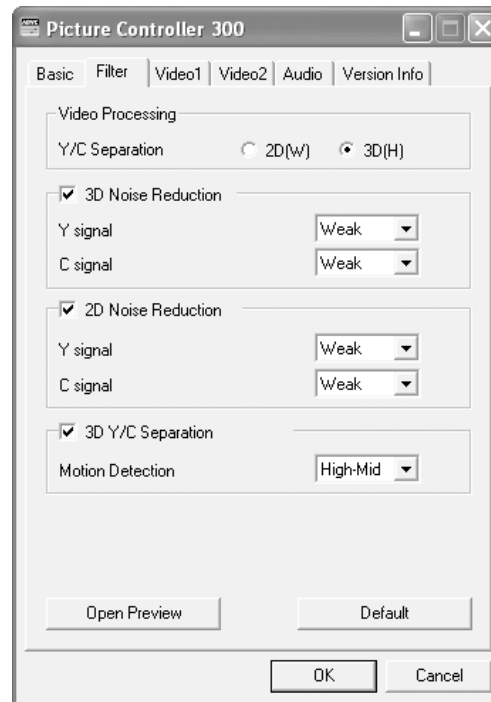 Picture Controller 300
Basic Filter Video1 Video2 Audio Version Info
Video Processing
Y/C Separation 2D(W) 3D(H)
3D Noise Reduction
Y signal Weak
C signal Weak
2D Noise Reduction
Y signal Weak
C signal Weak
3D Y/C Separation
Motion Detection High-Mid
Open Preview Default
OK Cancel